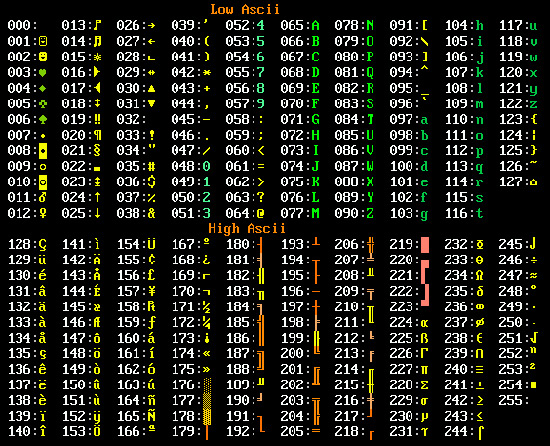 Low Ascii
000: 013:♪ 026:→ 039:' 052:4 065:A 078:N 091:[ 104:h 117:u
001:☺ 014:♫ 027:← 040:( 053:5 066:B 079:O 092:\ 105:i 118:v
002:☻ 015:☼ 028:∟ 041:) 054:6 067:C 080:P 093:] 106:j 119:w
003:♥ 016:► 029:↔ 042:* 055:7 068:D 081:Q 094:^ 107:k 120:x
004:♦ 017:◄ 030:▲ 043:+ 056:8 069:E 082:R 095:_ 108:l 121:y
005:♣ 018:↕ 031:▼ 044:, 057:9 070:F 083:S 096:` 109:m 122:z
006:♠ 019:‼ 032: 045:- 058:: 071:G 084:T 097:a 110:n 123:{
007:• 020:¶ 033:! 046:. 059:; 072:H 085:U 098:b 111:o 124:¦
008:◘ 021:§ 034:" 047:/ 060:< 073:I 086:V 099:c 112:p 125:}
009:○ 022:▬ 035:# 048:0 061:= 074:J 087:W 100:d 113:q 126:~
010:◙ 023:↨ 036:$ 049:1 062:> 075:K 088:X 101:e 114:r 127:⌂
011:♂ 024:↑ 037:% 050:2 063:? 076:L 089:Y 102:f 115:s
012:♀ 025:↓ 038:& 051:3 064:@ 077:M 090:Z 103:g 116:t
High Ascii
128:Ç 141:ì 154:Ü 167:º 180:┤ 193:┴ 206:╬ 219:█ 232:Φ 245:⌡
129:ü 142:Ä 155:¢ 168:¿ 181:╡ 194:┬ 207:╧ 220:▄ 233:Θ 246:÷
130:é 143:Å 156:£ 169:⌐ 182:╢ 195:├ 208:╨ 221:▌ 234:Ω 247:≈
131:â 144:É 157:¥ 170:¬ 183:╖ 196:─ 209:╤ 222:▐ 235:δ 248:°
132:ä 145:æ 158:₧ 171:½ 184:╕ 197:┼ 210:╥ 223:▀ 236:∞ 249:∙
133:à 146:Æ 159:ƒ 172:¼ 185:╣ 198:╞ 211:╙ 224:α 237:φ 250:·
134:å 147:ô 160:á 173:¡ 186:║ 199:╟ 212:╘ 225:ß 238:ε 251:√
135:ç 148:ö 161:í 174:« 187:╗ 200:╚ 213:╒ 226:Γ 239:∩ 252:ⁿ
136:ê 149:ò 162:ó 175:» 188:╝ 201:╔ 214:╓ 227:π 240:≡ 253:²
137:ë 150:û 163:ú 176:░ 189:╜ 202:╩ 215:╫ 228:Σ 241:± 254:■
138:è 151:ù 164:ñ 177:▒ 190:╛ 203:╦ 216:╪ 229:σ 242:≥ 255:
139:ï 152:ÿ 165:Ñ 178:▓ 191:┐ 204:╠ 217:┘ 230:µ 243:≤
140:î 153:Ö 166:ª 179:│ 192:└ 205:═ 218:┌ 231:τ 244:⌠